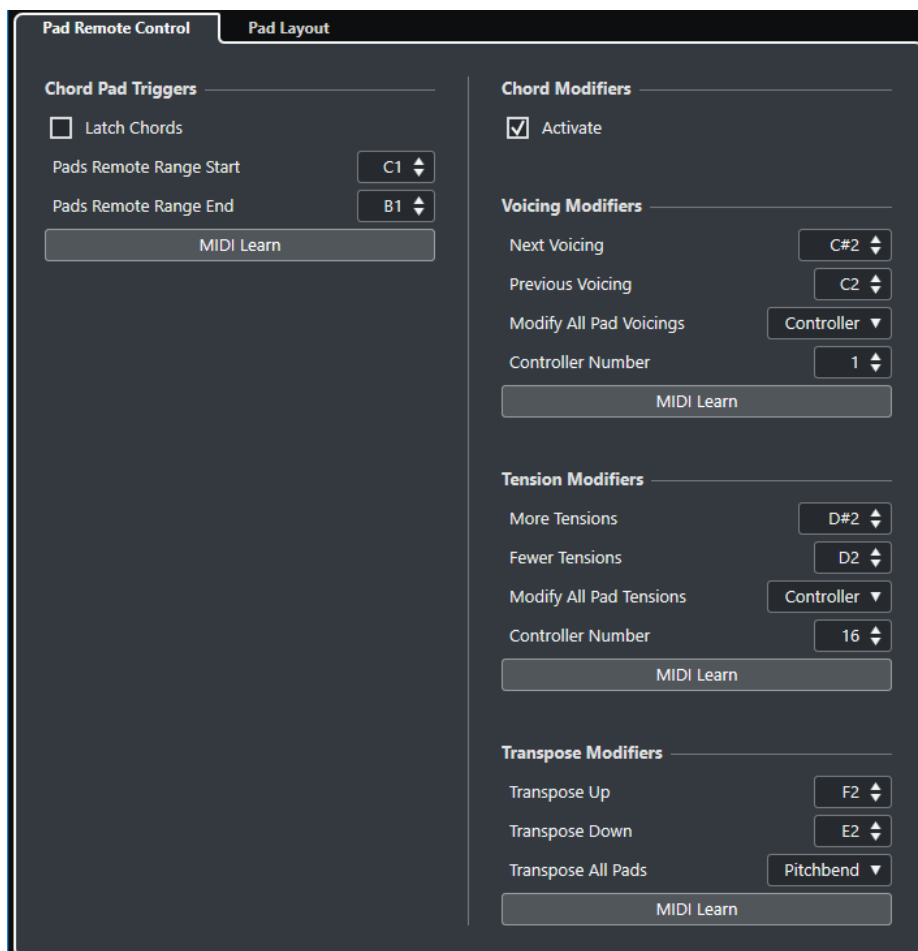 Pad Remote Control
Pad Layout
Chord Pad Triggers
Latch Chords
Pads Remote Range Start C1
Pads Remote Range End B1
MIDI Learn
Chord Modifiers
Activate
Voicing Modifiers
Next Voicing C#2
Previous Voicing C2
Modify All Pad Voicings Controller
Controller Number 1
MIDI Learn
Tension Modifiers
More Tensions D#2
Fewer Tensions D2
Modify All Pad Tensions Controller
Controller Number 16
MIDI Learn
Transpose Modifiers
Transpose Up F2
Transpose Down E2
Transpose All Pads Pitchbend
MIDI Learn